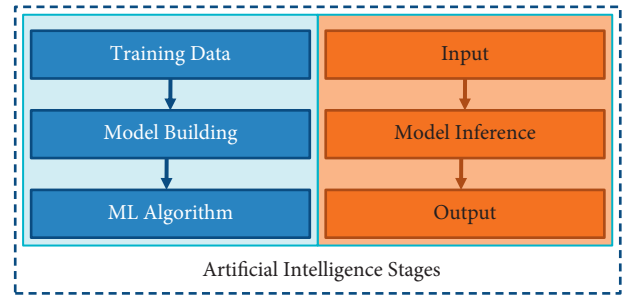 Training Data
Model Building
ML Algorithm
Input
Model Inference
Output
Artificial Intelligence Stages